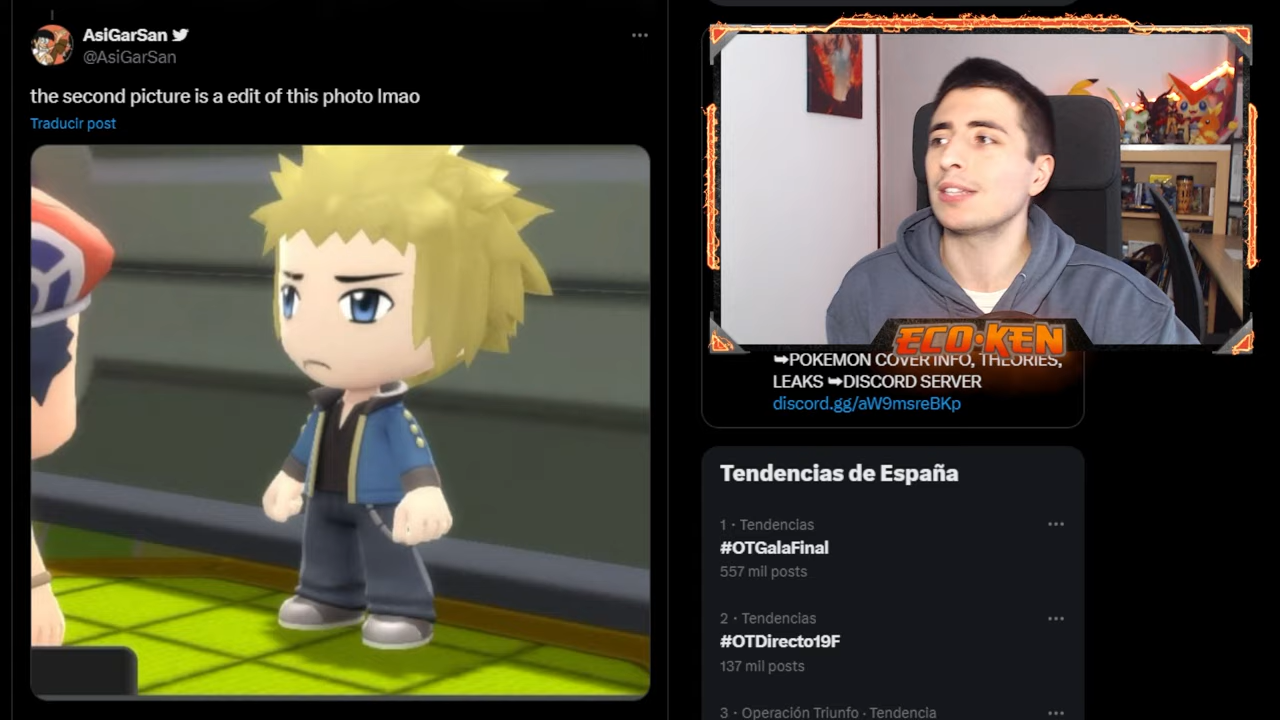 AsiGarSan
@AsiGarSan
the second picture is a edit of this photo lmao
Traducir post
ECO·KEN
➥POKEMON COVER INFO, THEORIES,
LEAKS ➥DISCORD SERVER
discord.gg/aW9msreBKp
Tendencias de España
1 · Tendencias
#OTGalaFinal
557 mil posts
2 · Tendencias
#OTDirecto19F
137 mil posts
3 · Operación Triunfo · Tendencia